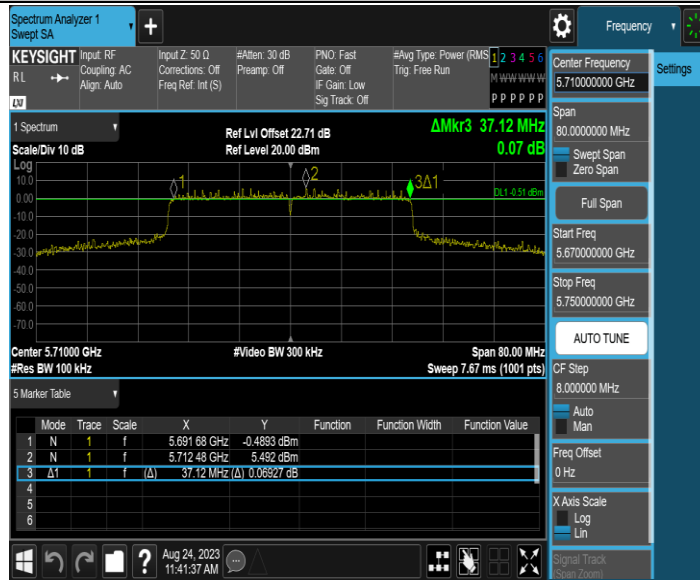 Spectrum Analyzer 1
Swept SA
+
Frequency
KEYSIGHT
Input: RF
Coupling: AC
Align: Auto
Input Z: 50 Ω
Corrections: Off
Freq Ref: Int (S)
#Atten: 30 dB
Preamp: Off
PNO: Fast
Gate: Off
IF Gain: Low
Sig Track: Off
#Avg Type: Power (RMS
Trig: Free Run
1 2 3 4 5 6
M W W W W W
P P P P P P
RL
LXI
1 Spectrum
Scale/Div 10 dB
Ref Lvl Offset 22.71 dB
Ref Level 20.00 dBm
ΔMkr3 37.12 MHz
0.07 dB
Log
10.0
0.00
-10.0
-20.0
-30.0
-40.0
-50.0
-60.0
-70.0
1
2
3Δ1
DL1 -0.51 dBm
Center 5.71000 GHz
#Video BW 300 kHz
Span 80.00 MHz
#Res BW 100 kHz
Sweep 7.67 ms (1001 pts)
5 Marker Table
Mode Trace Scale X Y Function Function Width Function Value
1 N 1 f 5.691 68 GHz -0.4893 dBm
2 N 1 f 5.712 48 GHz 5.492 dBm
3 Δ1 1 f (Δ) 37.12 MHz (Δ) 0.06927 dB
4
5
6
?
Aug 24, 2023
11:41:37 AM
Center Frequency
5.710000000 GHz
Settings
Span
80.0000000 MHz
Swept Span
Zero Span
Full Span
Start Freq
5.670000000 GHz
Stop Freq
5.750000000 GHz
AUTO TUNE
CF Step
8.000000 MHz
Auto
Man
Freq Offset
0 Hz
X Axis Scale
Log
Lin
Signal Track
(Span Zoom)